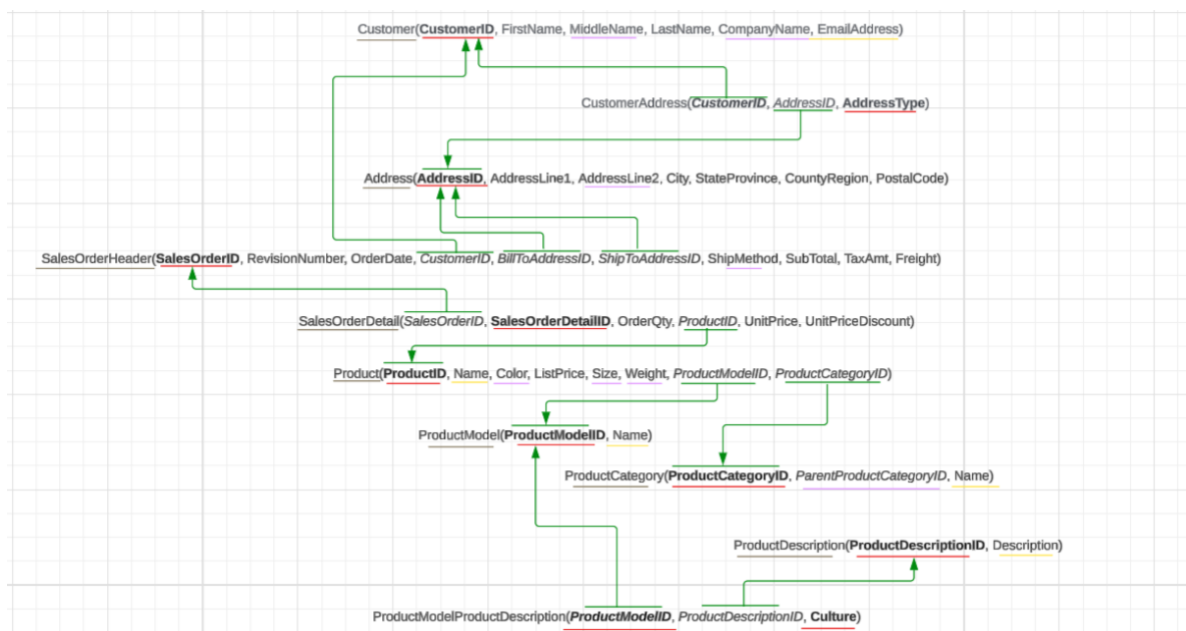 Customer(CustomerID, FirstName, MiddleName, LastName, CompanyName, EmailAddress)
CustomerAddress(CustomerID, AddressID, AddressType)
Address(AddressID, AddressLine1, AddressLine2, City, StateProvince, CountyRegion, PostalCode)
SalesOrderHeader(SalesOrderID, RevisionNumber, OrderDate, CustomerID, BillToAddressID, ShipToAddressID, ShipMethod, SubTotal, TaxAmt, Freight)
SalesOrderDetail(SalesOrderID, SalesOrderDetailID, OrderQty, ProductID, UnitPrice, UnitPriceDiscount)
Product(ProductID, Name, Color, ListPrice, Size, Weight, ProductModelID, ProductCategoryID)
ProductModel(ProductModelID, Name)
ProductCategory(ProductCategoryID, ParentProductCategoryID, Name)
ProductDescription(ProductDescriptionID, Description)
ProductModelProductDescription(ProductModelID, ProductDescriptionID, Culture)